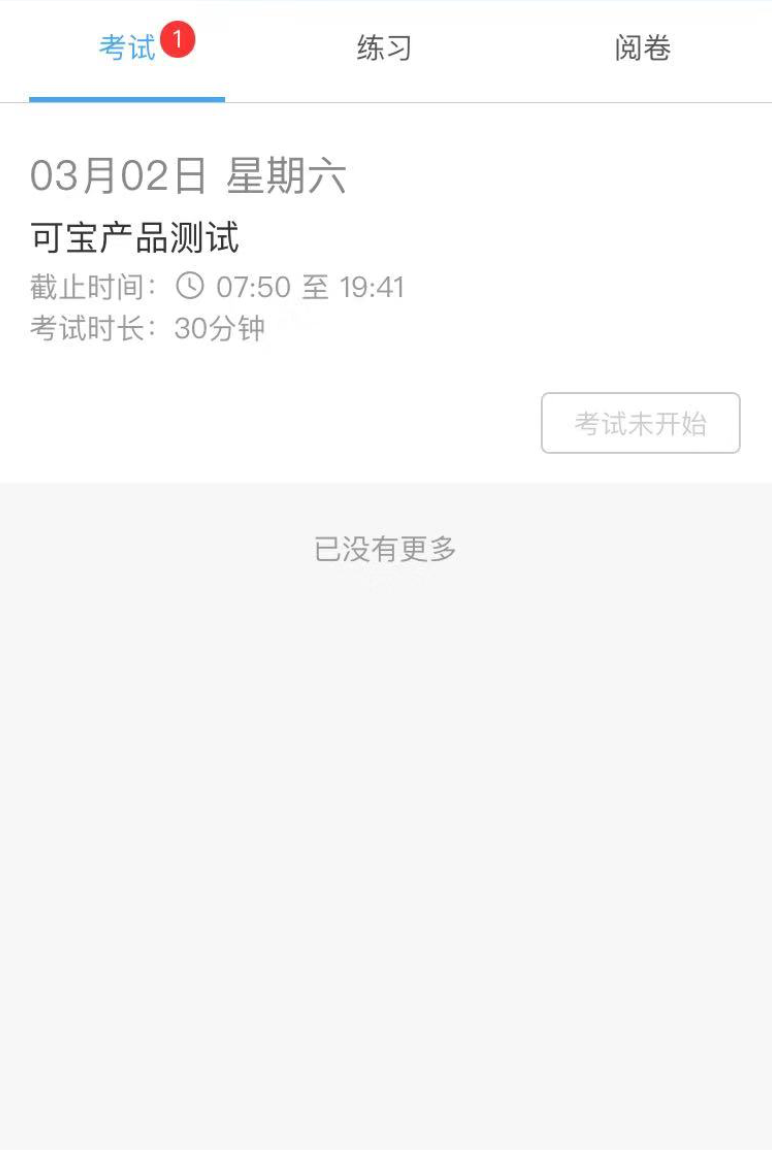 考试 1 练习 阅卷
03月02日 星期六
可宝产品测试
截止时间：07:50 至 19:41
考试时长：30分钟
考试未开始
已没有更多